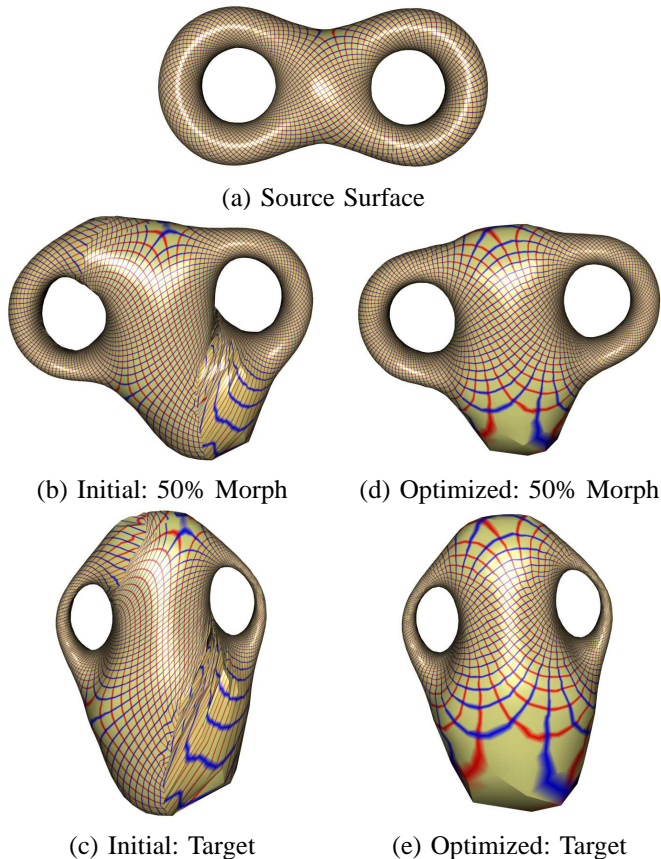 (a) Source Surface
(b) Initial: 50% Morph
(d) Optimized: 50% Morph
(c) Initial: Target
(e) Optimized: Target